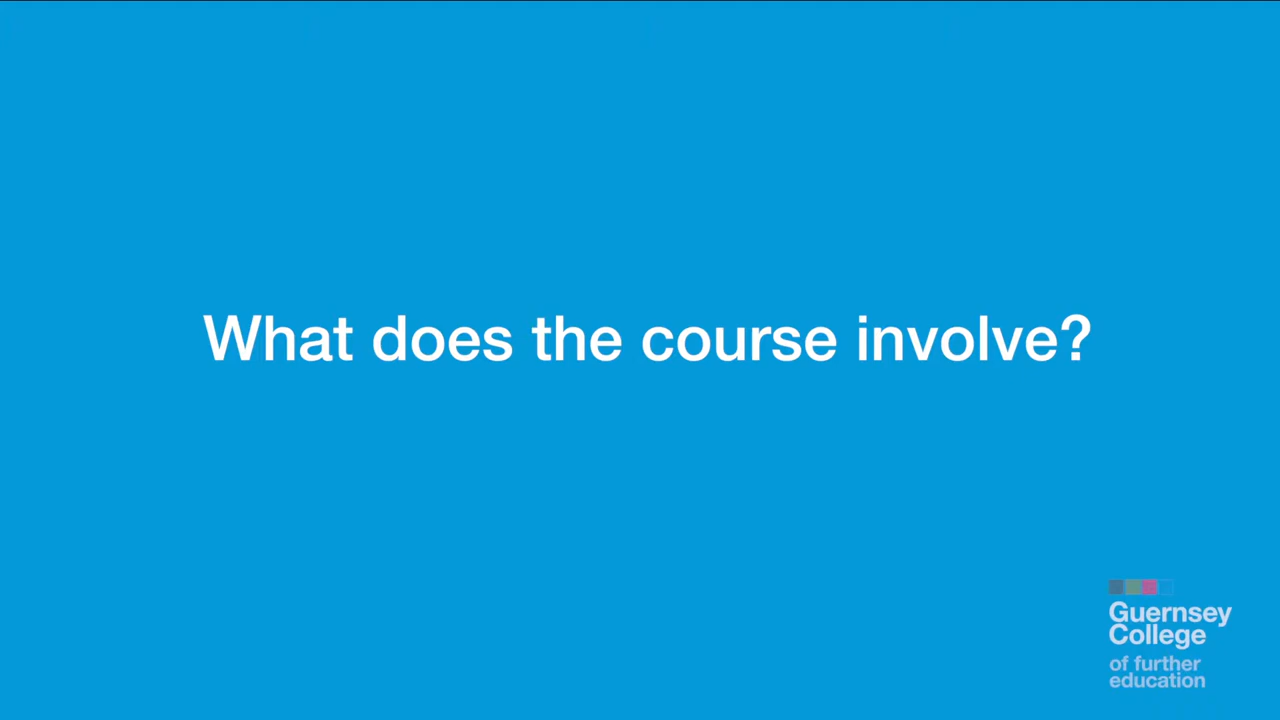 What does the course involve?
Guernsey
College
of further
education